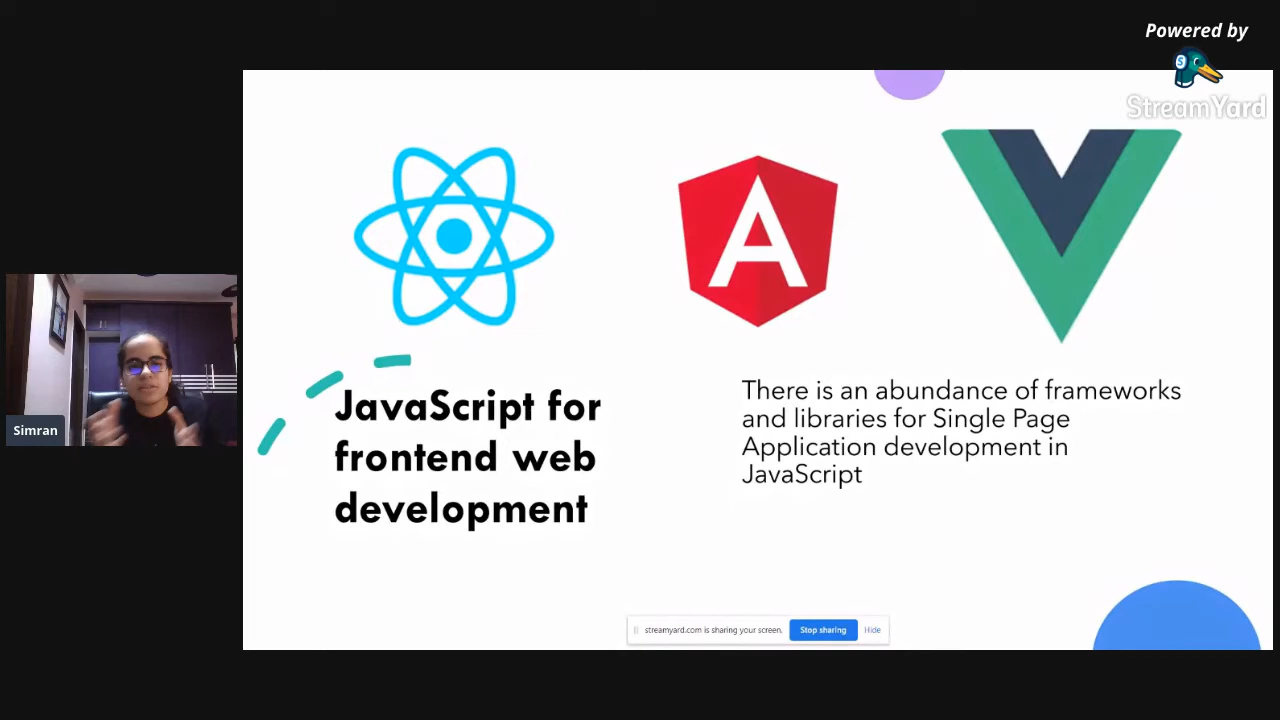 Powered by
StreamYard
A
JavaScript for
frontend web
development
There is an abundance of frameworks
and libraries for Single Page
Application development in
JavaScript
Simran
streamyard.com is sharing your screen.
Stop sharing
Hide